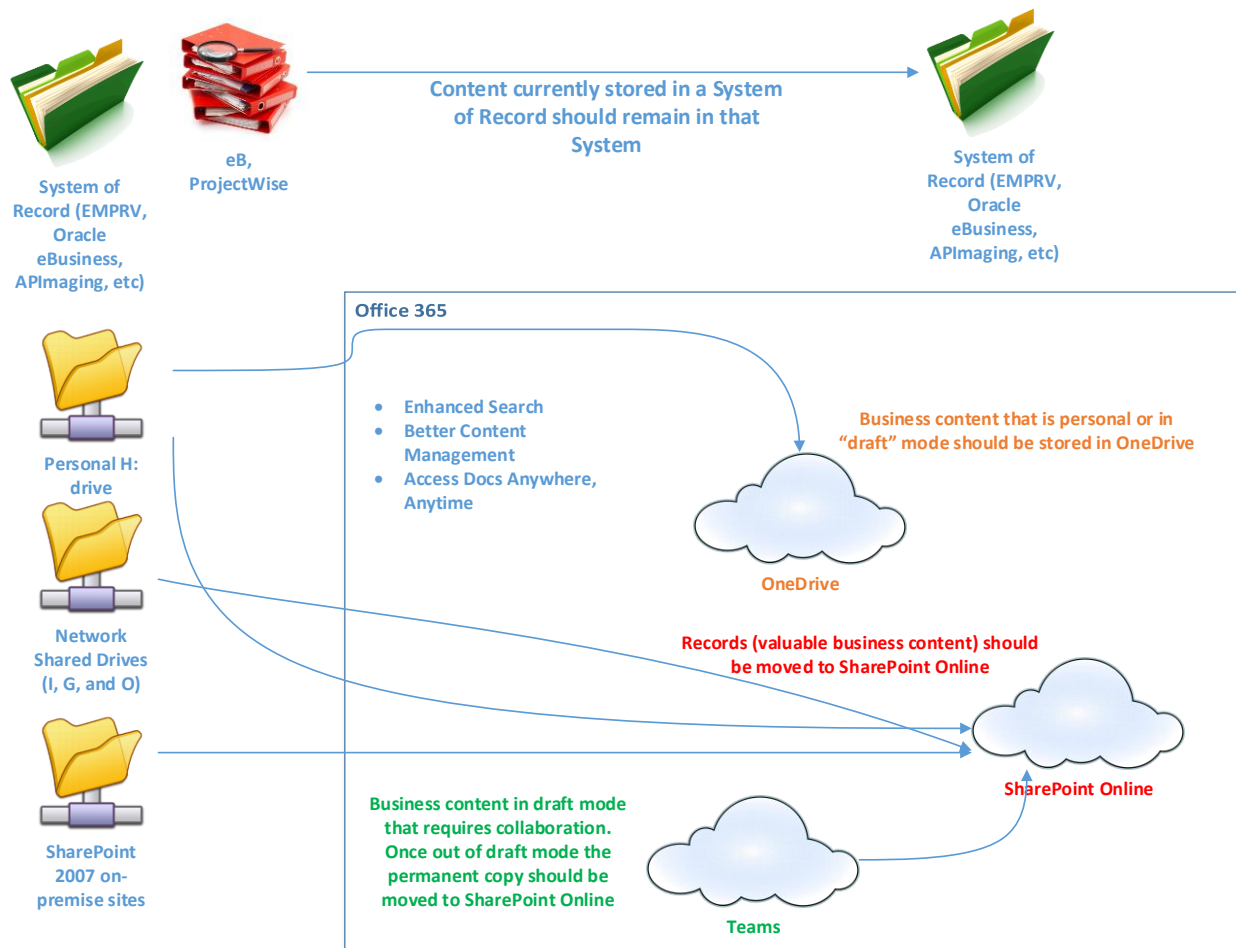 Content currently stored in a System
of Record should remain in that
System
eB,
ProjectWise
System of
Record (EMPRV,
Oracle
eBusiness,
APImaging, etc)
System of
Record (EMPRV,
Oracle
eBusiness,
APImaging, etc)
Office 365
• Enhanced Search
• Better Content
Management
• Access Docs Anywhere,
Anytime
Business content that is personal or in
“draft” mode should be stored in OneDrive
Personal H:
drive
OneDrive
Network
Shared Drives
(I, G, and O)
Records (valuable business content) should
be moved to SharePoint Online
SharePoint Online
Business content in draft mode
that requires collaboration.
Once out of draft mode the
permanent copy should be
moved to SharePoint Online
SharePoint
2007 on-
premise sites
Teams